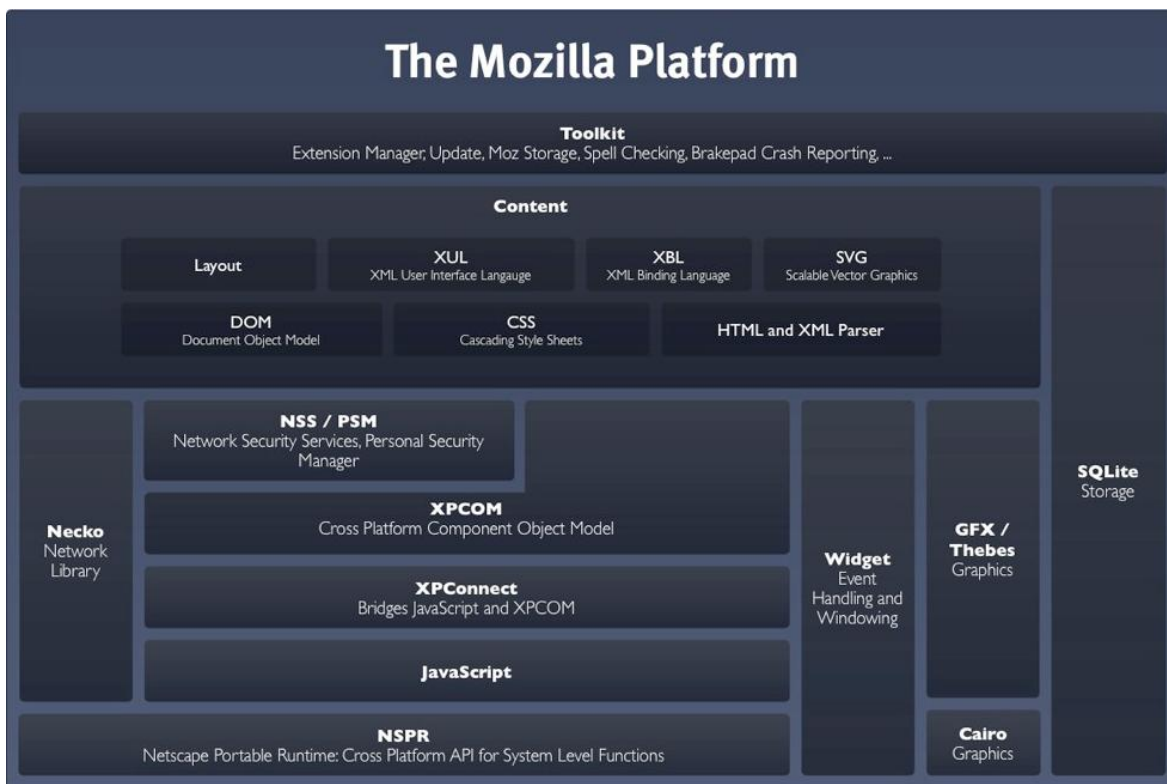 The Mozilla Platform
Toolkit
Extension Manager, Update, Moz Storage, Spell Checking, Brakepad Crash Reporting, ...
Content
Layout
XUL
XML User Interface Langauge
XBL
XML Binding Language
SVG
Scalable Vector Graphics
DOM
Document Object Model
CSS
Cascading Style Sheets
HTML and XML Parser
NSS / PSM
Network Security Services, Personal Security
Manager
XPCOM
Cross Platform Component Object Model
Necko
Network
Library
XPConnect
Bridges JavaScript and XPCOM
JavaScript
NSPR
Netscape Portable Runtime: Cross Platform API for System Level Functions
Widget
Event
Handling and
Windowing
GFX /
Thebes
Graphics
Cairo
Graphics
SQLite
Storage